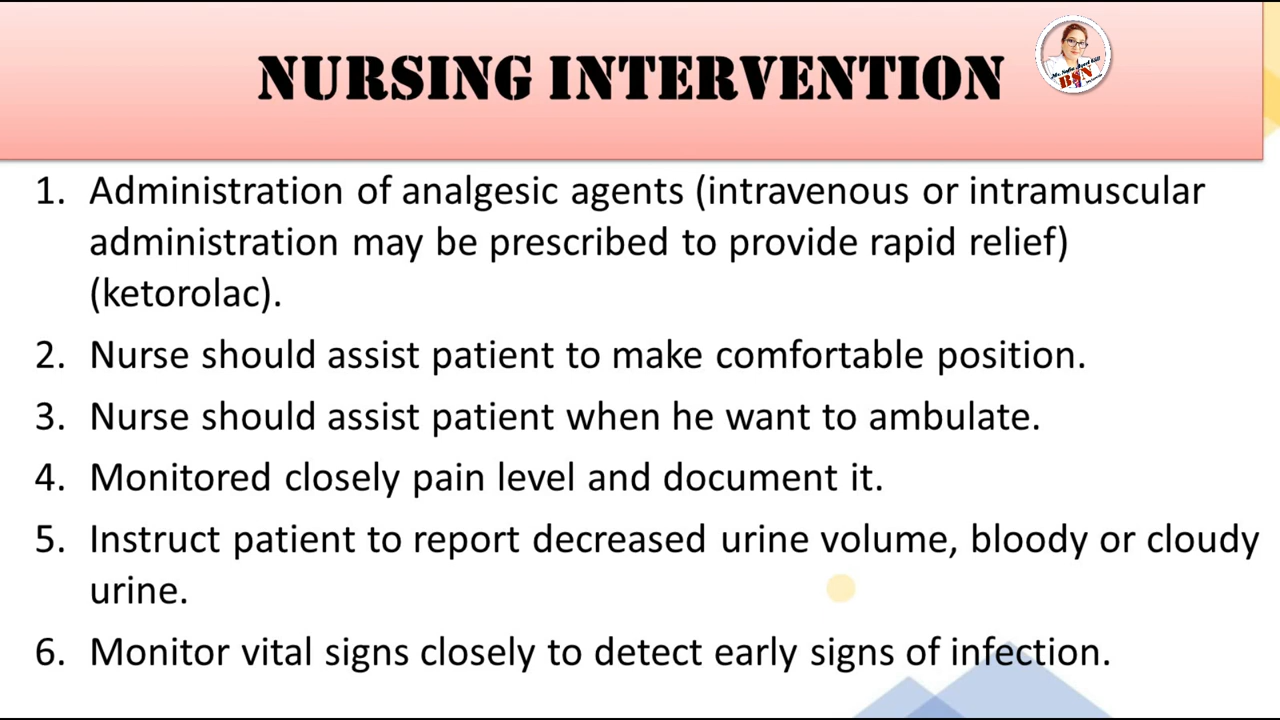 NURSING INTERVENTION
BSN
1. Administration of analgesic agents (intravenous or intramuscular
administration may be prescribed to provide rapid relief)
(ketorolac).
2. Nurse should assist patient to make comfortable position.
3. Nurse should assist patient when he want to ambulate.
4. Monitored closely pain level and document it.
5. Instruct patient to report decreased urine volume, bloody or cloudy
urine.
6. Monitor vital signs closely to detect early signs of infection.